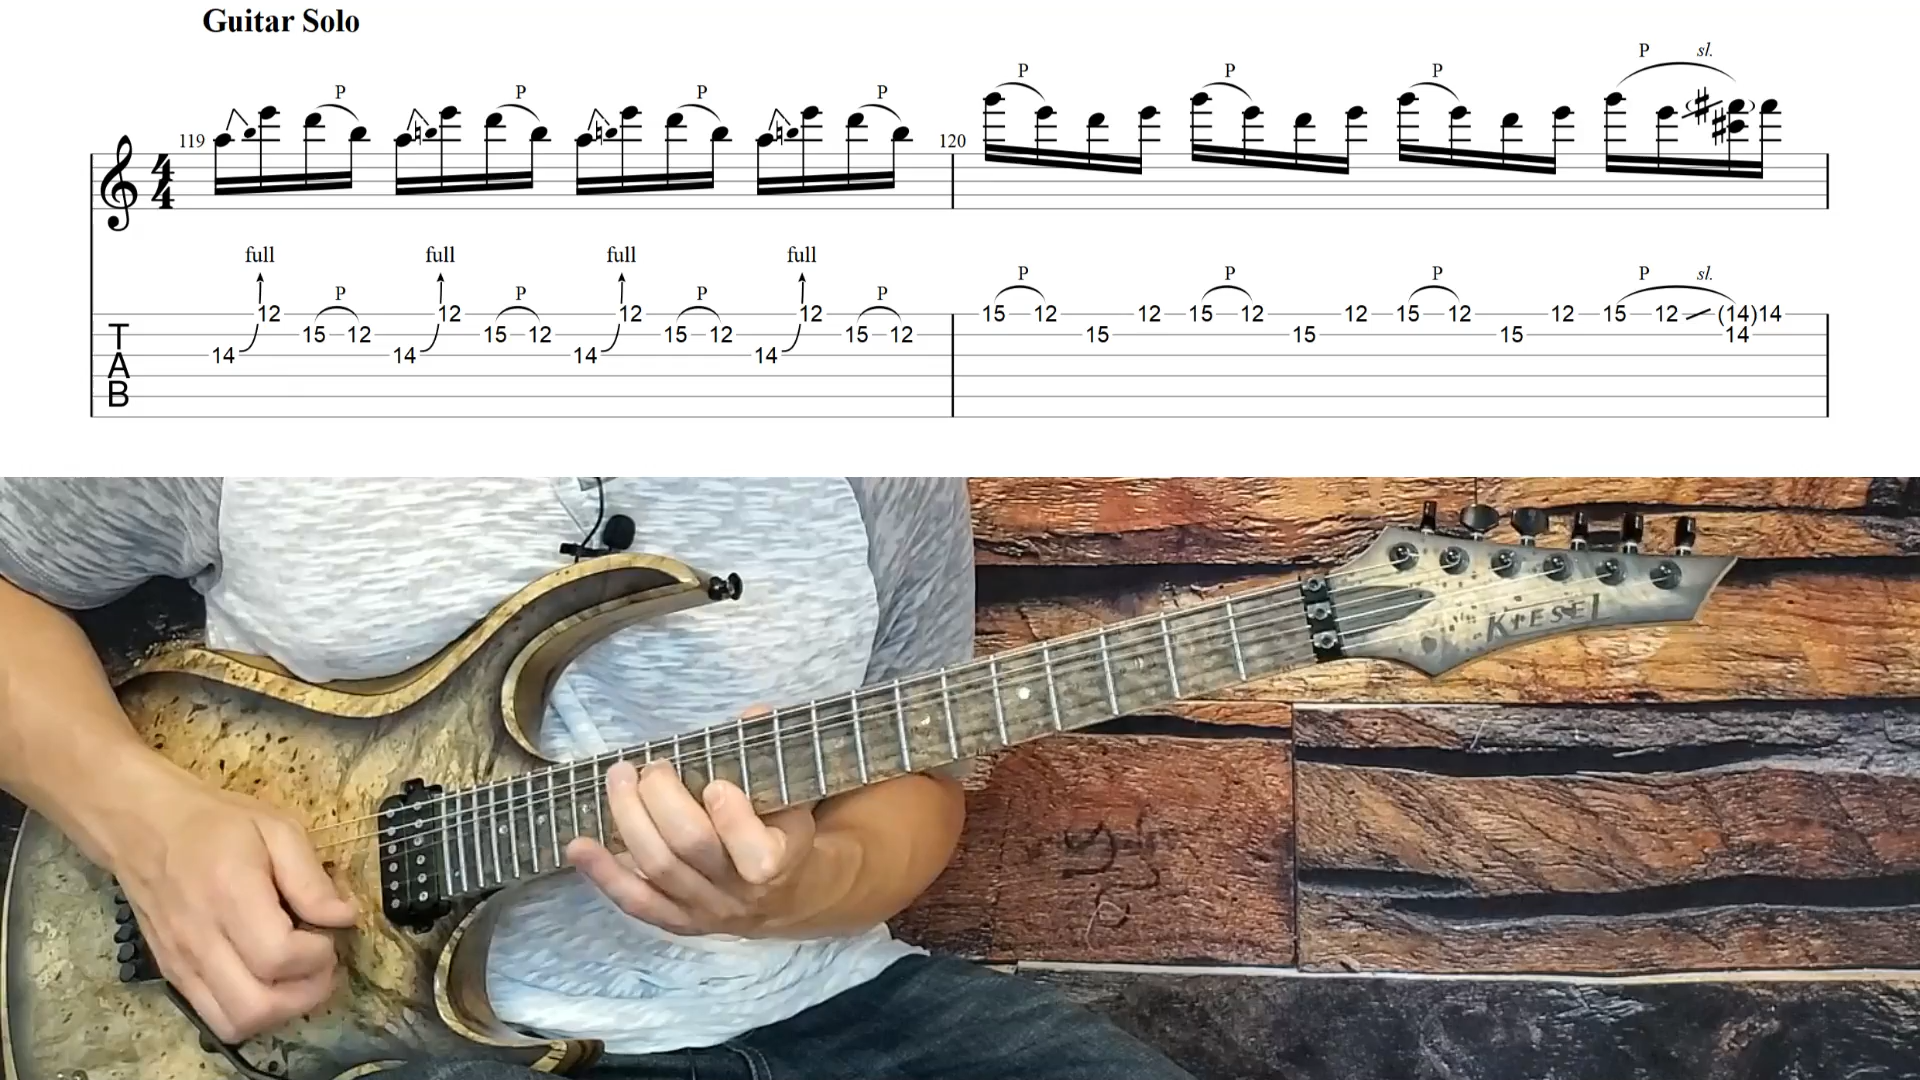 Guitar Solo
P P P P P P P P sl.
119 120
4
4
full full full full
P P P P P P P P sl.
12 12 12 12 15 12 12 15 12 12 15 12 12 15 12 (14) 14
T 15 12 15 12 15 12 15 12 15 15 15 14
A 14 14 14 14
B
KIESEL